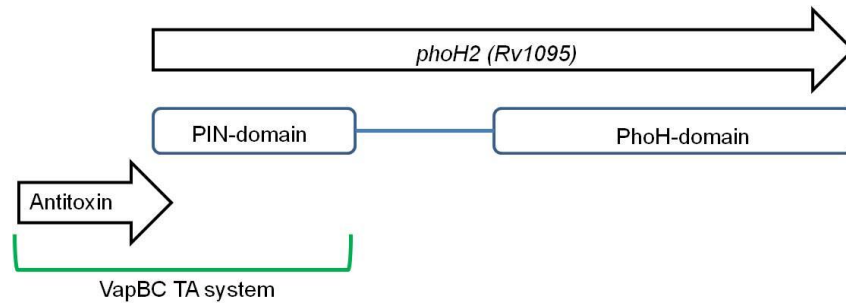 phoH2 (Rv1095)
PIN-domain
PhoH-domain
Antitoxin
VapBC TA system